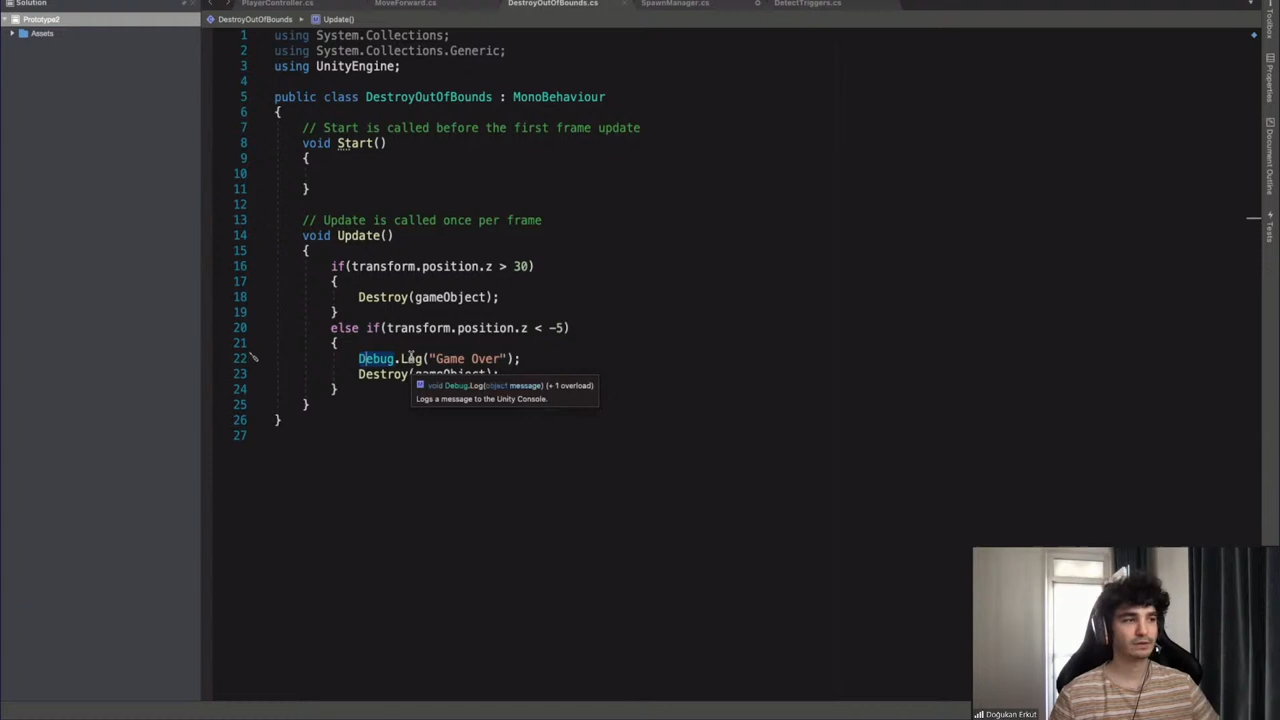 Solution
PlayerController.cs
MoveForward.cs
DestroyOutOfBounds.cs
SpawnManager.cs
DetectTriggers.cs
Prototype2
Assets
DestroyOutOfBounds
Update()
1 using System.Collections;
2 using System.Collections.Generic;
3 using UnityEngine;
4
5 public class DestroyOutOfBounds : MonoBehaviour
6 {
7 // Start is called before the first frame update
8 void Start()
9 {
10
11 }
12
13 // Update is called once per frame
14 void Update()
15 {
16 if(transform.position.z > 30)
17 {
18 Destroy(gameObject);
19 }
20 else if(transform.position.z < -5)
21 {
22 Debug.Log("Game Over");
23 Destroy(gameObject);
24 }
25 }
26 }
27
void Debug.Log(object message) (+ 1 overload)
Logs a message to the Unity Console.
Toolbox
Properties
Document Outline
Tests
Doğukan Erkut